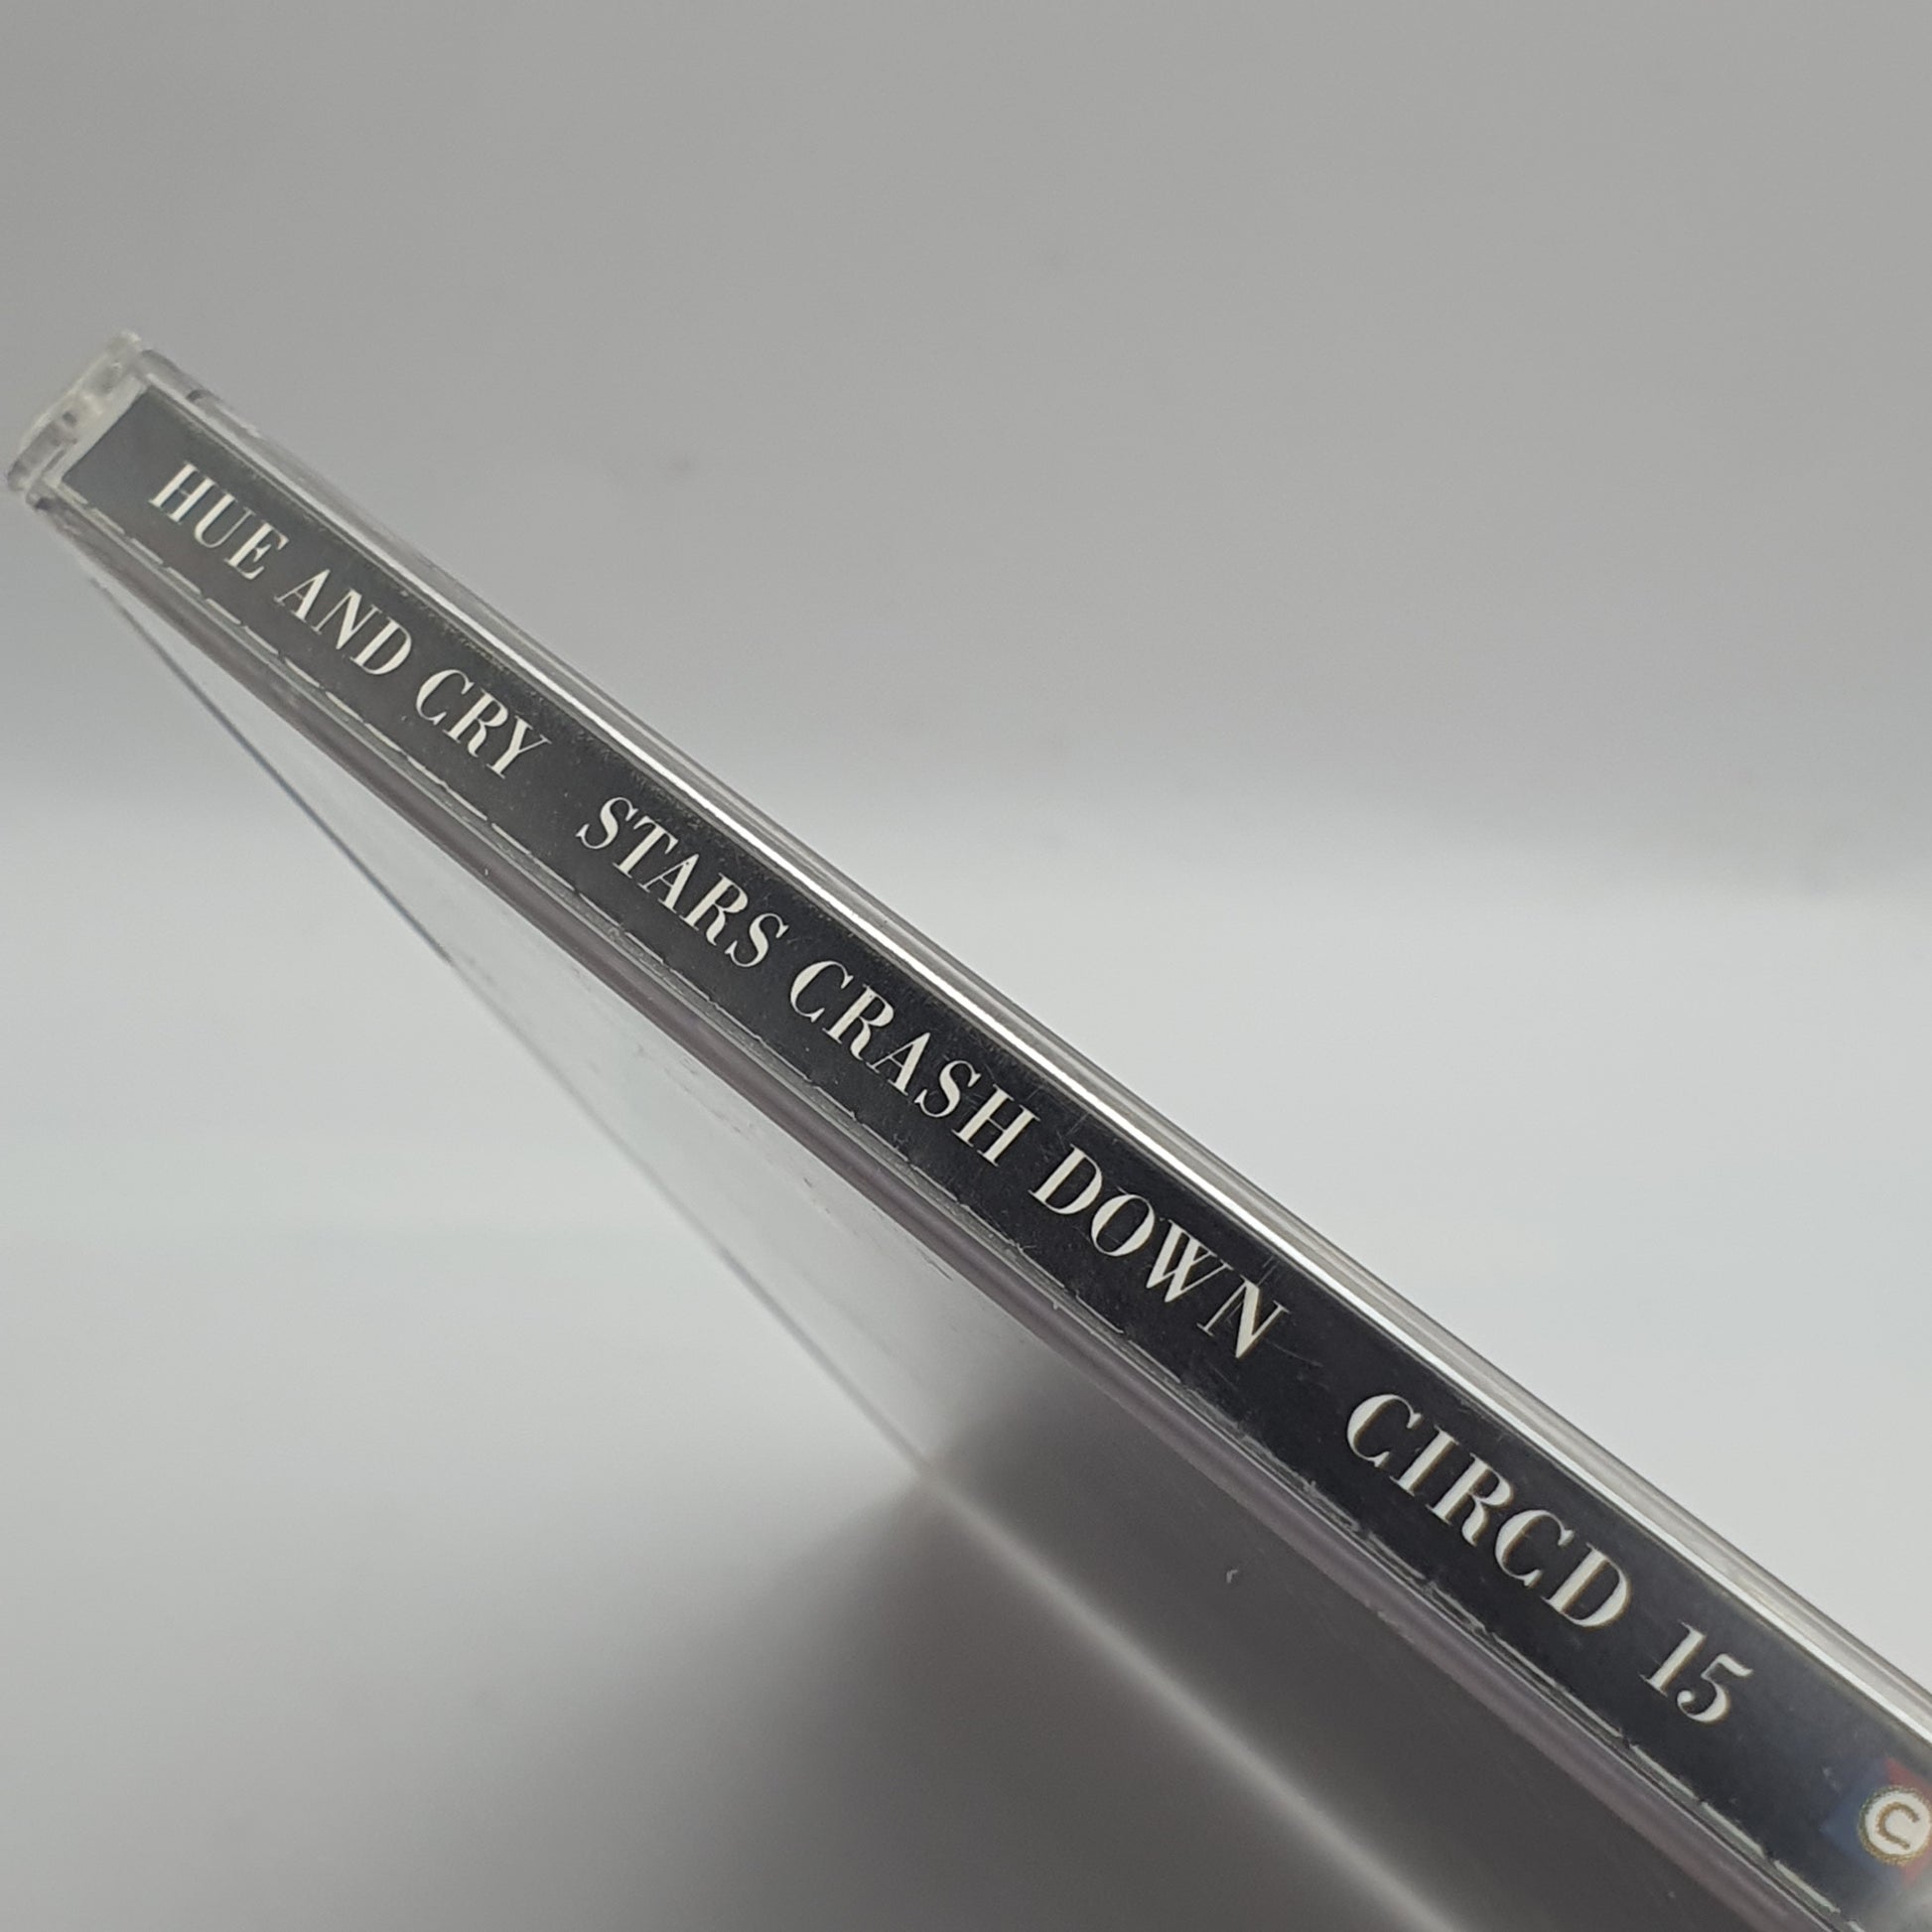 HUE AND CRY STARS CRASH DOWN CIRCD 15
C